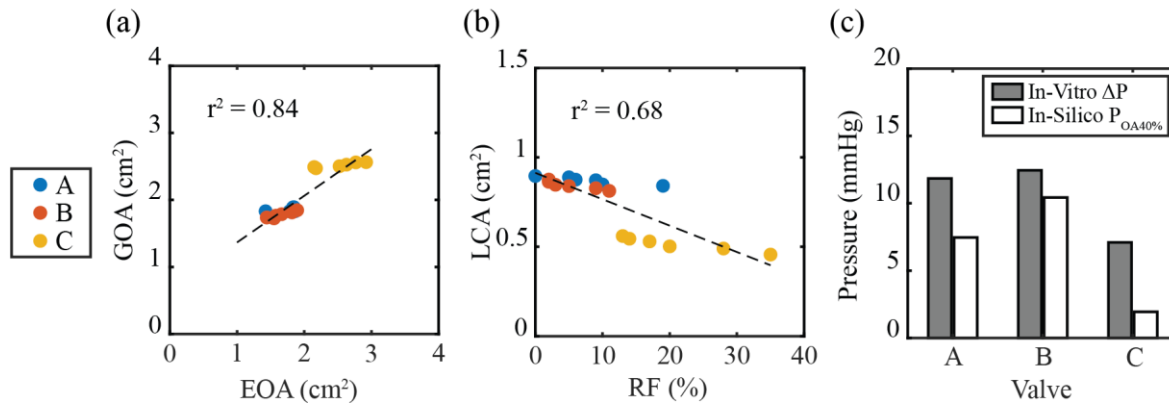 (a)
(b)
(c)
A
B
C
r² = 0.84
GOA (cm²)
4
3
2
1
0
0
1
2
3
4
EOA (cm²)
r² = 0.68
LCA (cm²)
1.5
1
0.5
0
0
10
20
30
40
RF (%)
In-Vitro ΔP
In-Silico P_OA40%
Pressure (mmHg)
20
15
10
5
0
A
B
C
Valve